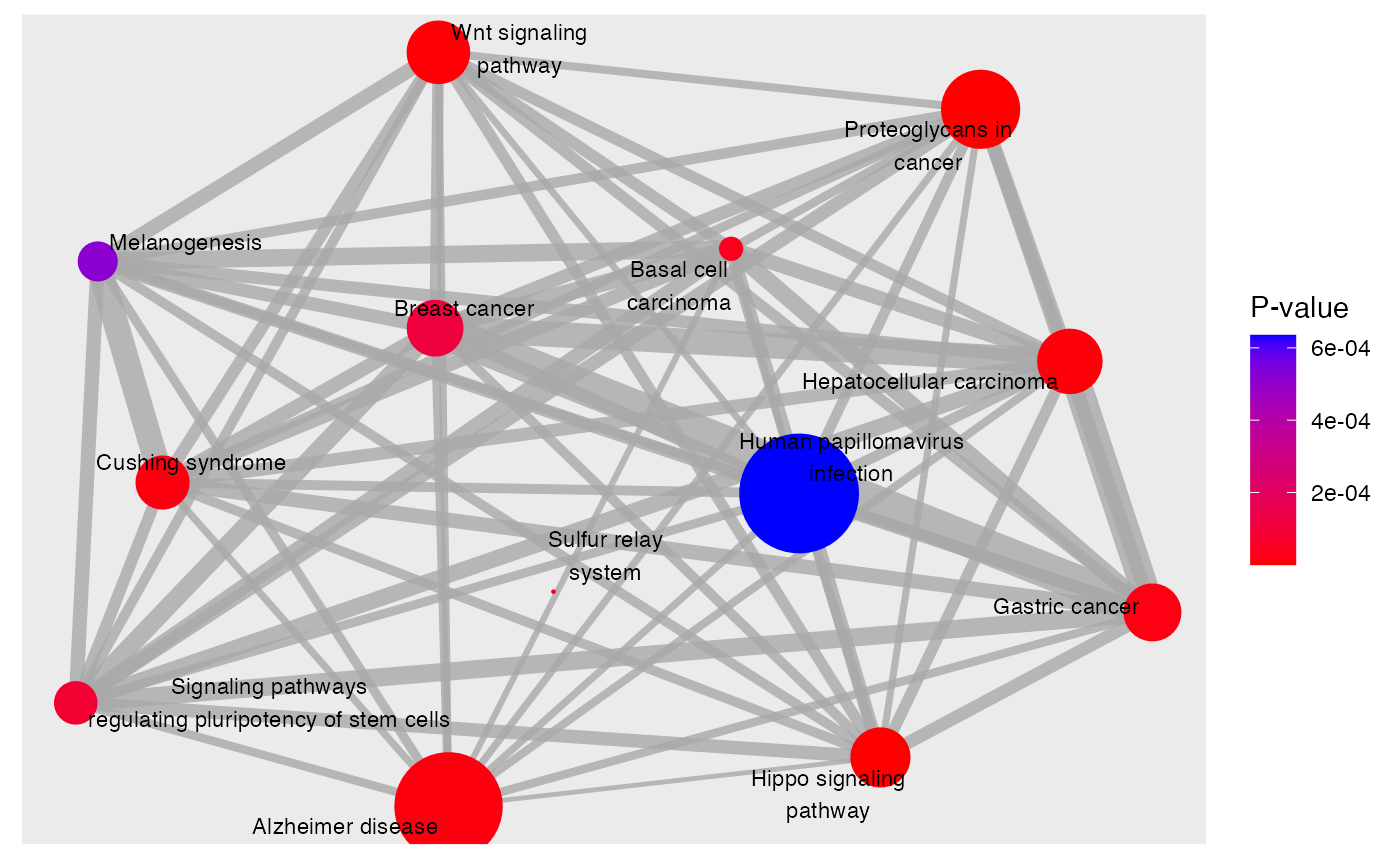 Wnt signaling
pathway
Proteoglycans in
cancer
Melanogenesis
Basal cell
carcinoma
Breast cancer
Hepatocellular carcinoma
Human papillomavirus
infection
Cushing syndrome
Sulfur relay
system
Gastric cancer
Signaling pathways
regulating pluripotency of stem cells
Hippo signaling
pathway
Alzheimer disease
P-value
6e-04
4e-04
2e-04